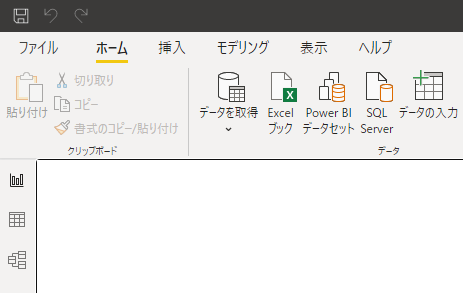 ファイル ホーム 挿入 モデリング 表示 ヘルプ
貼り付け
切り取り
コピー
書式のコピー/貼り付け
クリップボード
データを取得
Excel
ブック
Power BI
データセット
SQL
Server
データの入力
データ